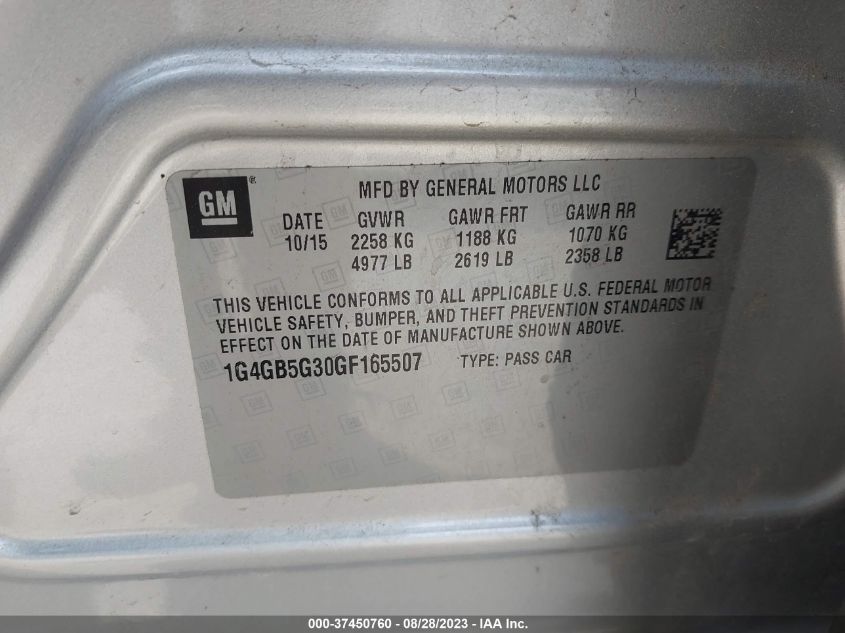 GM®
MFD BY GENERAL MOTORS LLC
DATE GVWR GAWR FRT GAWR RR
10/15 2258 KG 1188 KG 1070 KG
4977 LB 2619 LB 2358 LB
THIS VEHICLE CONFORMS TO ALL APPLICABLE U.S. FEDERAL MOTOR
VEHICLE SAFETY, BUMPER, AND THEFT PREVENTION STANDARDS IN
EFFECT ON THE DATE OF MANUFACTURE SHOWN ABOVE.
1G4GB5G30GF165507 TYPE: PASS CAR
000-37450760 - 08/28/2023 - IAA Inc.